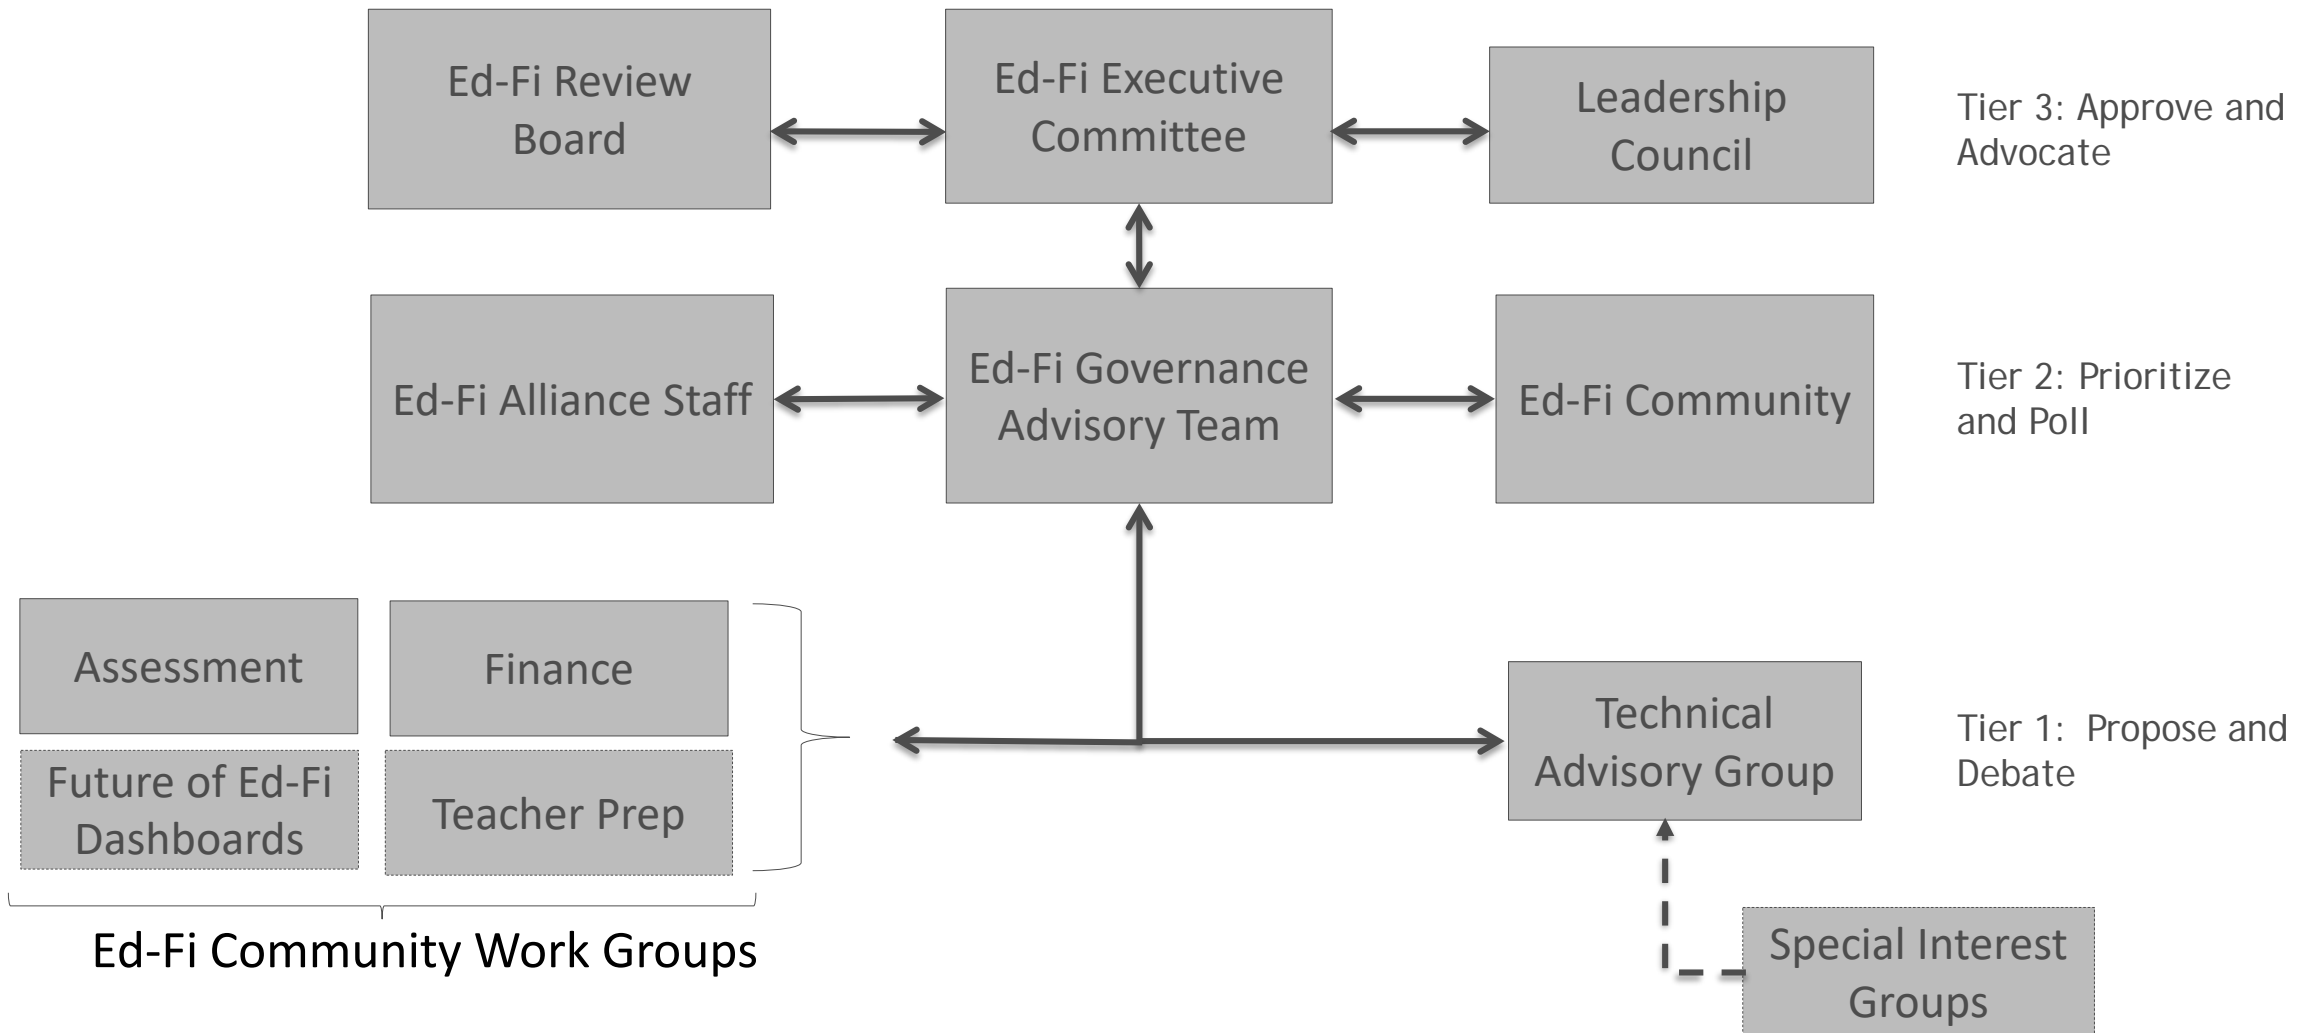 Ed-Fi Review
Board
Ed-Fi Executive
Committee
Leadership
Council
Tier 3: Approve and
Advocate
Ed-Fi Alliance Staff
Ed-Fi Governance
Advisory Team
Ed-Fi Community
Tier 2: Prioritize
and Poll
Assessment
Finance
Future of Ed-Fi
Dashboards
Teacher Prep
Ed-Fi Community Work Groups
Technical
Advisory Group
Tier 1:  Propose and
Debate
Special Interest
Groups